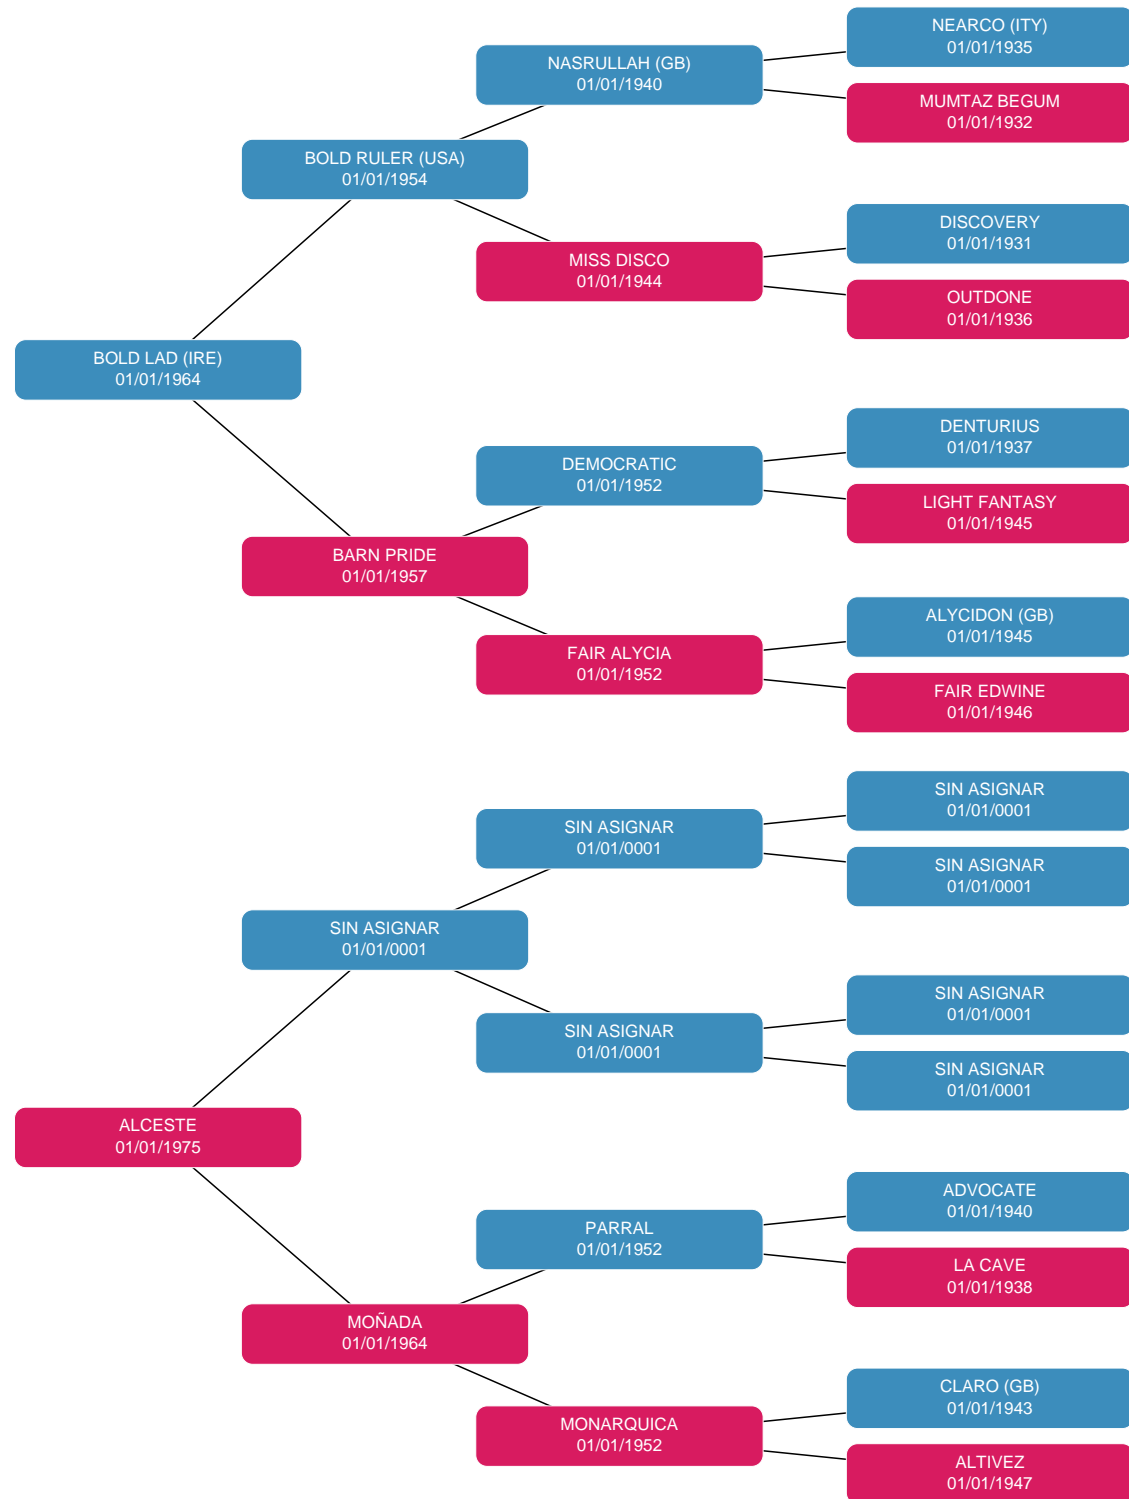 NEARCO (ITY)
01/01/1935
NASRULLAH (GB)
01/01/1940
MUMTAZ BEGUM
01/01/1932
BOLD RULER (USA)
01/01/1954
DISCOVERY
01/01/1931
MISS DISCO
01/01/1944
OUTDONE
01/01/1936
BOLD LAD (IRE)
01/01/1964
DENTURIUS
01/01/1937
DEMOCRATIC
01/01/1952
LIGHT FANTASY
01/01/1945
BARN PRIDE
01/01/1957
ALYCIDON (GB)
01/01/1945
FAIR ALYCIA
01/01/1952
FAIR EDWINE
01/01/1946
SIN ASIGNAR
01/01/0001
SIN ASIGNAR
01/01/0001
SIN ASIGNAR
01/01/0001
SIN ASIGNAR
01/01/0001
SIN ASIGNAR
01/01/0001
SIN ASIGNAR
01/01/0001
SIN ASIGNAR
01/01/0001
ALCESTE
01/01/1975
ADVOCATE
01/01/1940
PARRAL
01/01/1952
LA CAVE
01/01/1938
MOÑADA
01/01/1964
CLARO (GB)
01/01/1943
MONARQUICA
01/01/1952
ALTIVEZ
01/01/1947